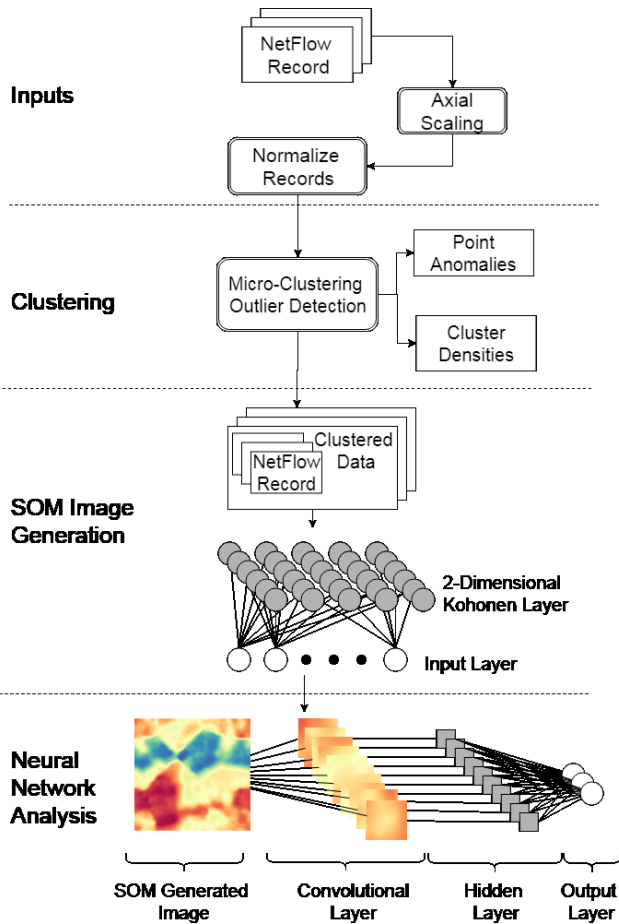 NetFlow
Record
Inputs
Axial
Scaling
Normalize
Records
Point
Anomalies
Clustering
Micro-Clustering
Outlier Detection
Cluster
Densities
Clustered
Data
NetFlow
Record
SOM Image
Generation
2-Dimensional
Kohonen Layer
Input Layer
Neural
Network
Analysis
SOM Generated
Image
Convolutional
Layer
Hidden
Layer
Output
Layer